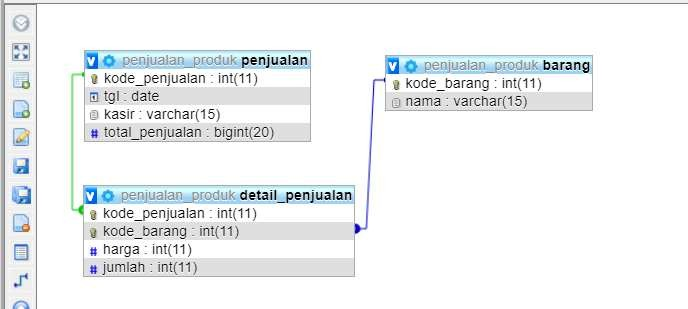 penjualan_produk penjualan
kode_penjualan : int(11)
tgl : date
kasir : varchar(15)
# total_penjualan : bigint(20)
penjualan_produk barang
kode_barang : int(11)
nama : varchar(15)
penjualan_produk detail_penjualan
kode_penjualan : int(11)
kode_barang : int(11)
# harga : int(11)
# jumlah : int(11)